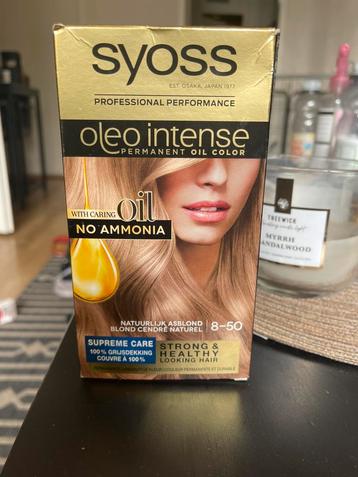 syoss
EST. OSAKA, JAPAN 1977
PROFESSIONAL PERFORMANCE
oleo intense
PERMANENT OIL COLOR
WITH CARING oil
NO AMMONIA
NATUURLIJK ASBLOND
BLOND CENDRÉ NATUREL 8-50
SUPREME CARE
100% GRIJSDEKKING
COUVRE À 100%
STRONG &
HEALTHY
LOOKING HAIR
TREEWICK
MYRRH
SANDALWOOD